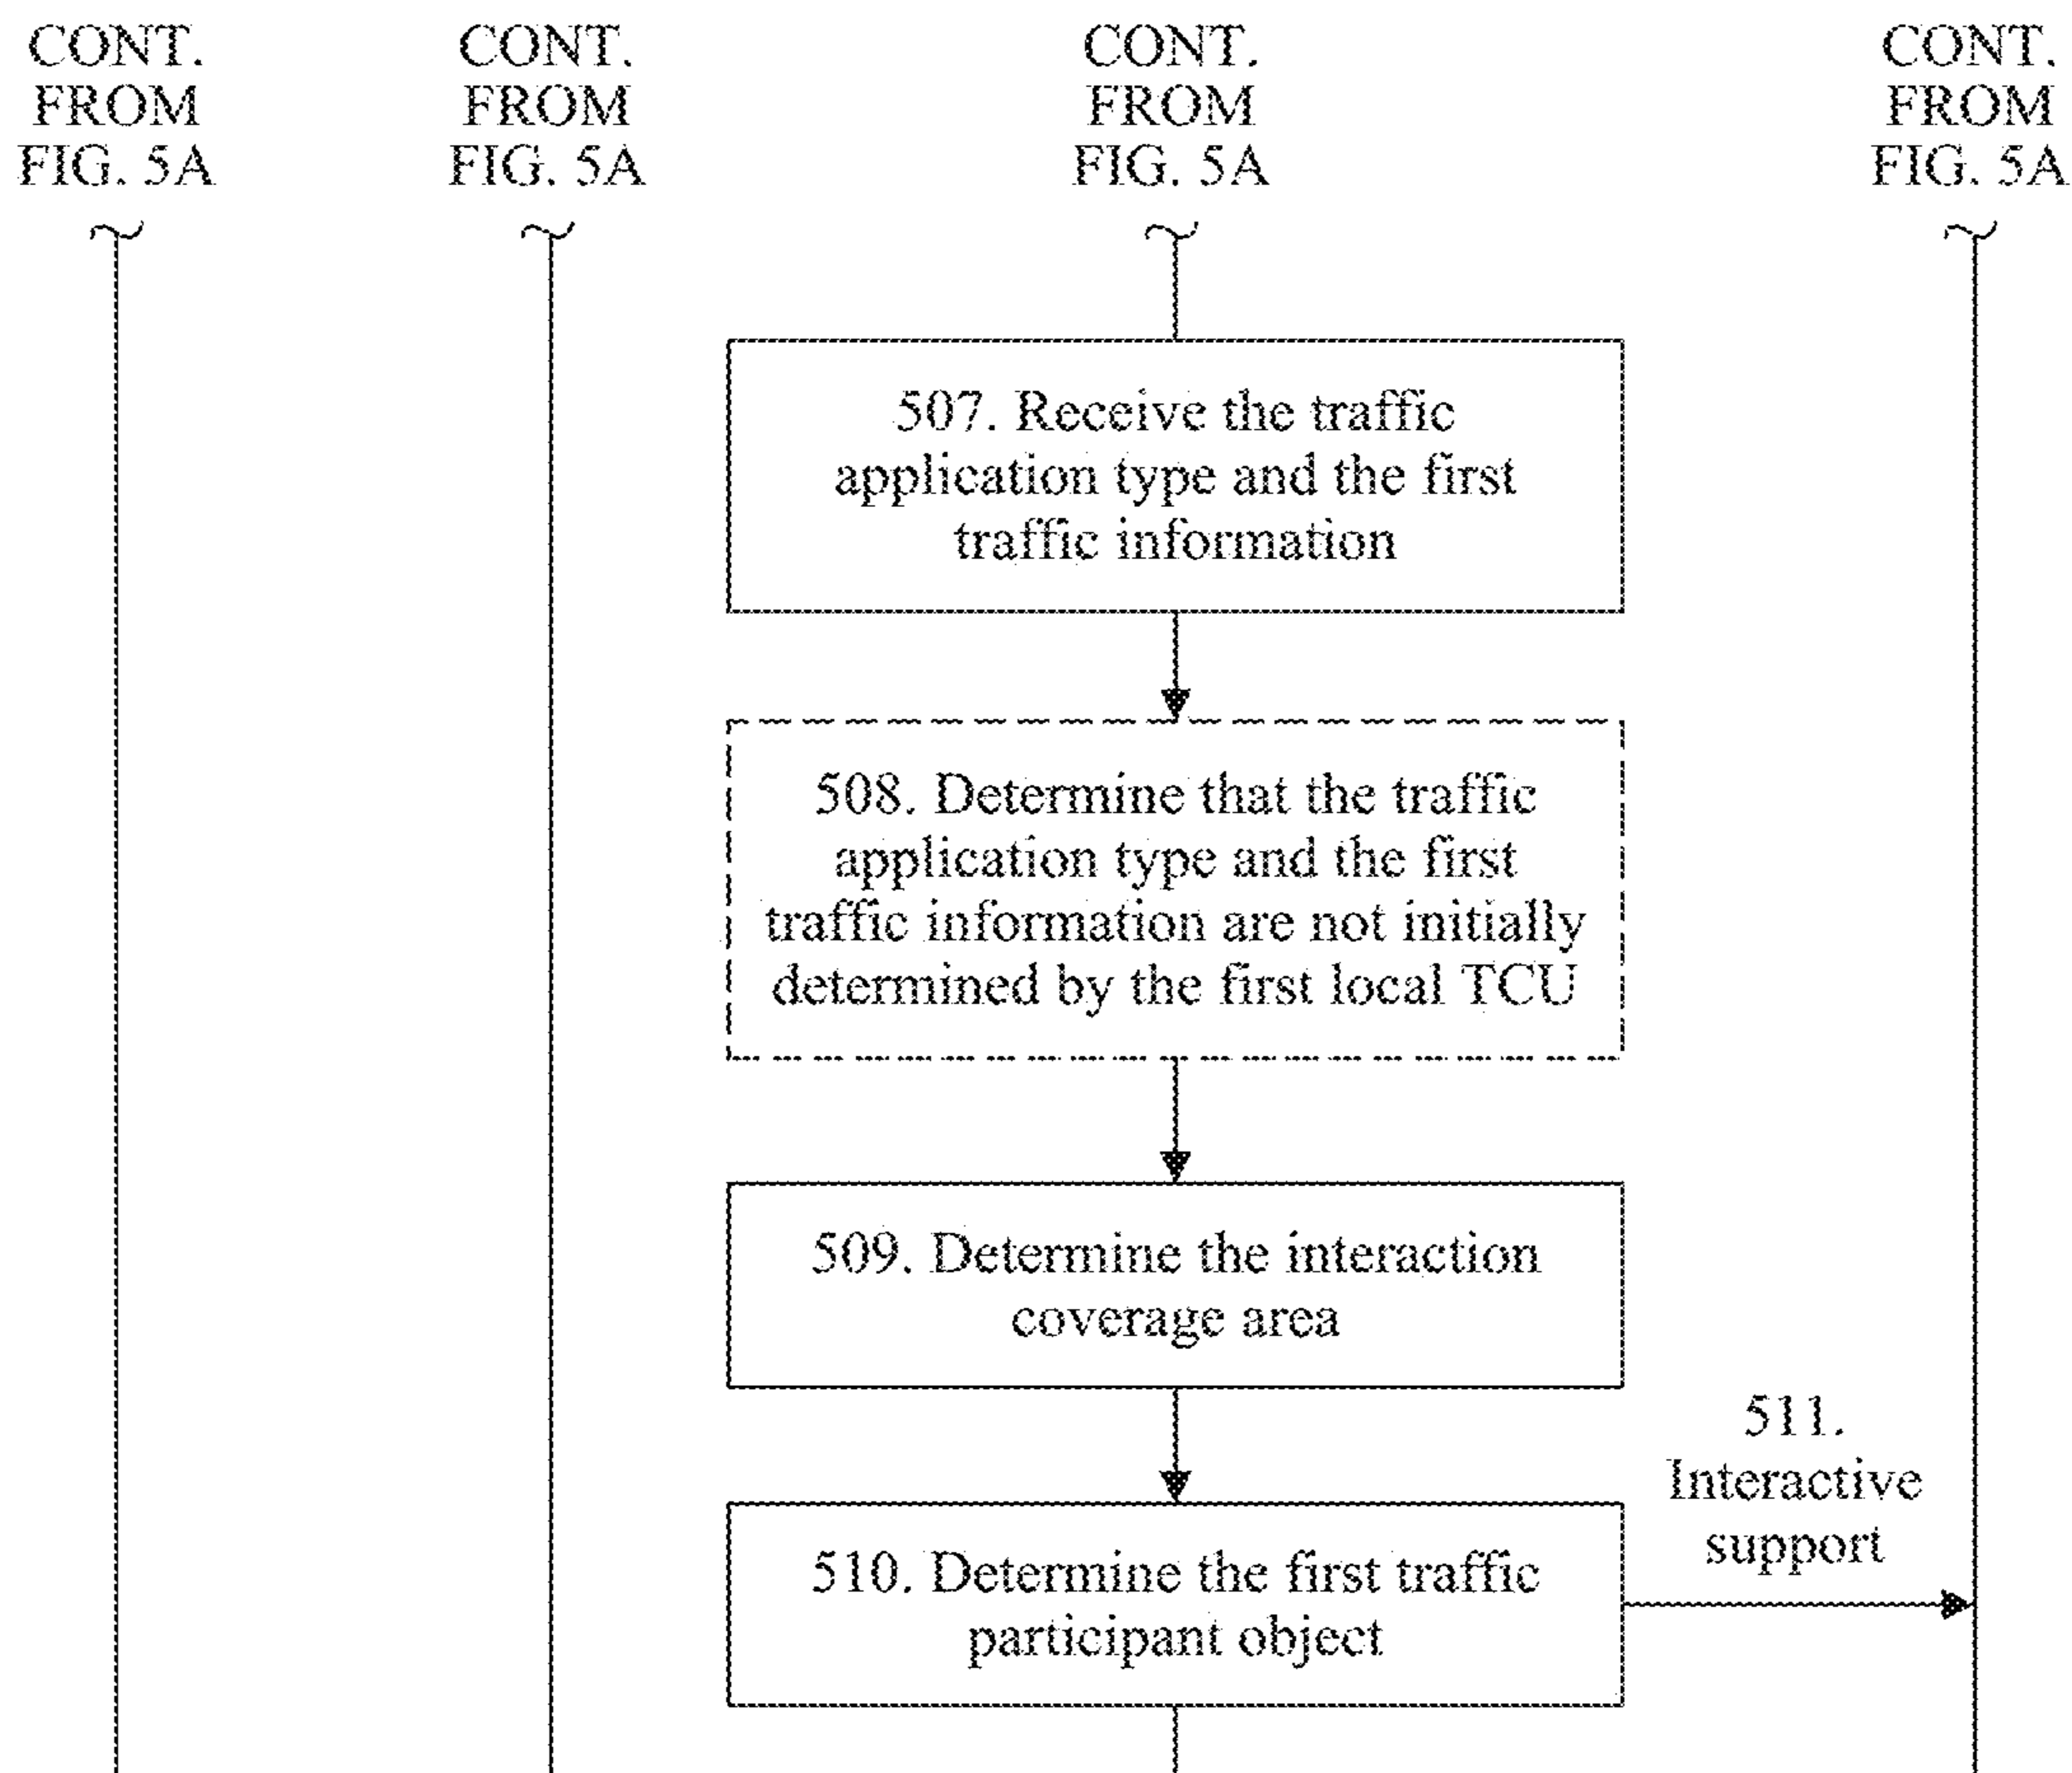 CONT.
FROM
FIG. 5A
CONT.
FROM
FIG. 5A
CONT.
FROM
FIG. 5A
CONT.
FROM
FIG. 5A
507. Receive the traffic
application type and the first
traffic information
508. Determine that the traffic
application type and the first
traffic information are not initially
determined by the first local TCU
509. Determine the interaction
coverage area
510. Determine the first traffic
participant object
511.
Interactive
support